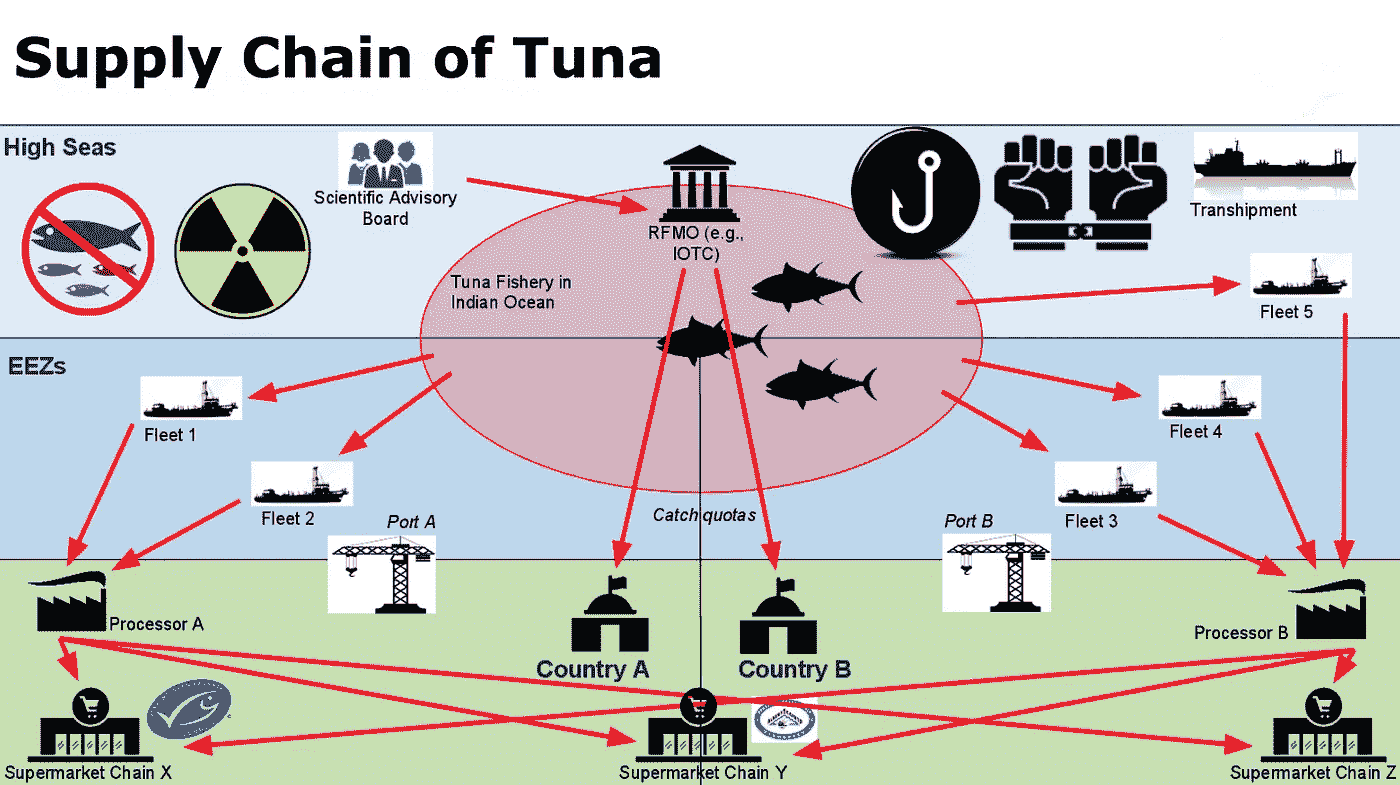 Supply Chain of Tuna
High Seas
Scientific Advisory
Board
RFMO (e.g.,
IOTC)
Transhipment
Tuna Fishery in
Indian Ocean
Fleet 5
EEZs
Fleet 1
Fleet 4
Fleet 2
Port A
Catch quotas
Port B
Fleet 3
Processor A
Processor B
Country A
Country B
Supermarket Chain X
Supermarket Chain Y
Supermarket Chain Z